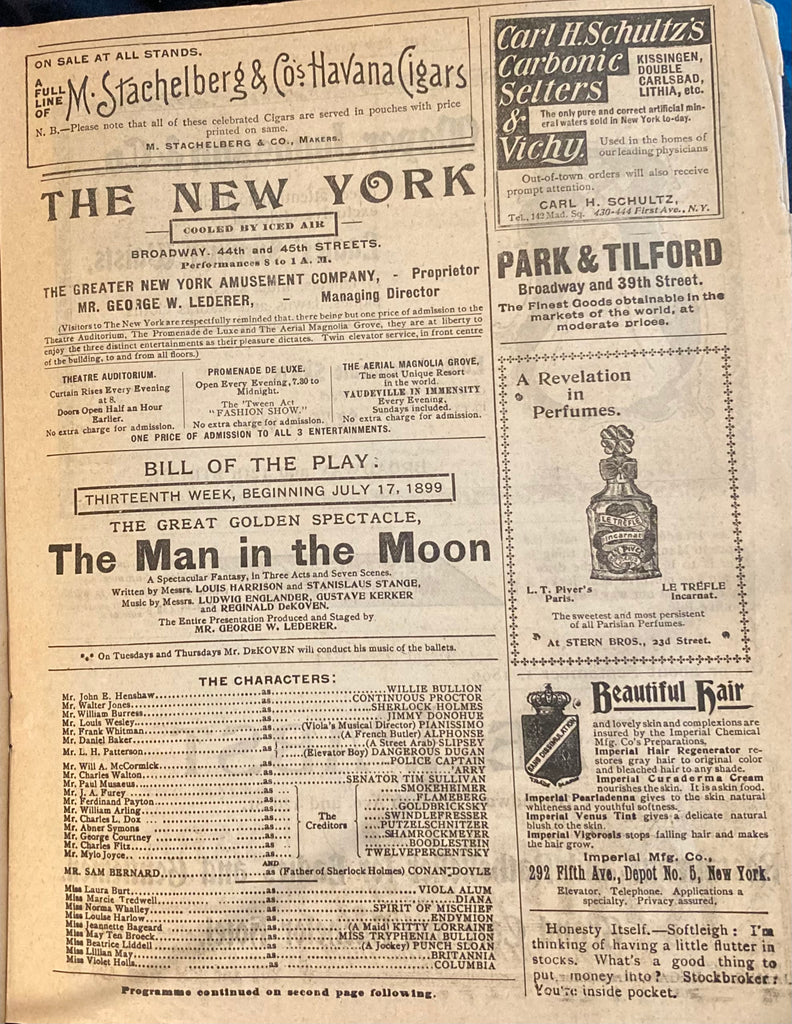 ON SALE AT ALL STANDS.
A FULL LINE OF
M. Stachelberg & Co's Havana Cigars
N. B.—Please note that all of these celebrated Cigars are served in pouches with price
printed on same.
M. STACHELBERG & CO., MAKERS.
THE NEW YORK
COOLED BY ICED AIR
BROADWAY. 44th and 45th STREETS.
Performances 8 to 1 A. M.
THE GREATER NEW YORK AMUSEMENT COMPANY, - Proprietor
MR. GEORGE W. LEDERER, - Managing Director
(Visitors to The New York are respectfully reminded that, there being but one price of admission to the
Theatre Auditorium, The Promenade de Luxe and The Aerial Magnolia Grove, they are at liberty to
enjoy the three distinct entertainments as their pleasure dictates. Twin elevator service, in front centre
of the building, to and from all floors.)
THEATRE AUDITORIUM.
Curtain Rises Every Evening
at 8.
Doors Open Half an Hour
Earlier.
No extra charge for admission.
PROMENADE DE LUXE.
Open Every Evening, 7.30 to
Midnight.
The 'Tween Act
"FASHION SHOW."
No extra charge for admission.
THE AERIAL MAGNOLIA GROVE,
The most Unique Resort
in the world.
VAUDEVILLE IN IMMENSITY
Every Evening,
Sundays included.
No extra charge for admission.
ONE PRICE OF ADMISSION TO ALL 3 ENTERTAINMENTS.
BILL OF THE PLAY:
THIRTEENTH WEEK, BEGINNING JULY 17, 1899
THE GREAT GOLDEN SPECTACLE,
The Man in the Moon
A Spectacular Fantasy, in Three Acts and Seven Scenes.
Written by Messrs. LOUIS HARRISON and STANISLAUS STANGE,
Music by Messrs. LUDWIG ENGLANDER, GUSTAVE KERKER
and REGINALD DeKOVEN.
The Entire Presentation Produced and Staged by
MR. GEORGE W. LEDERER.
*** On Tuesdays and Thursdays Mr. DEKOVEN will conduct his music of the ballets.
THE CHARACTERS:
Mr. John E. Henshaw....as....WILLIE BULLION
Mr. Walter Jones....as....CONTINUOUS PROCTOR
Mr. William Burress....as....SHERLOCK HOLMES
Mr. Louis Wesley....as....JIMMY DONOHUE
Mr. Frank Whitman....as....(Viola's Musical Director) PIANISSIMO
Mr. Daniel Baker....as....(A French Butler) ALPHONSE
Mr. L. H. Patterson....as {....(A Street Arab) SLIPSEY
(Elevator Boy) DANGEROUS DUGAN
Mr. Will A. McCormick....as....POLICE CAPTAIN
Mr. Charles Walton....as....'ARRY
Mr. Paul Musaeus....as....SENATOR TIM SULLIVAN
Mr. J. A. Furey....as....SMOKEHEIMER
Mr. Ferdinand Payton....as....FLAMEBERG
Mr. William Arling....as....GOLDBRICKSKY
Mr. Charles L. Dox....as....SWINDLEFRESSER
The
Mr. Abner Symons....as....PUTZELSCHNITZER
Creditors
Mr. George Courtney....as....SHAMROCKMEYER
Mr. Charles Fitz....as....BOODLESTEIN
Mr. Mylo Joyce....as....TWELVEPERCENTSKY
AND
MR. SAM BERNARD....as....(Father of Sherlock Holmes) CONAN DOYLE
Miss Laura Burt....as....VIOLA ALUM
Miss Marcie Tredwell....as....DIANA
Miss Norma Whalley....as....SPIRIT OF MISCHIEF
Miss Louise Harlow....as....ENDYMION
Miss Jeannette Bageard....as....(A Maid) KITTY LORRAINE
Miss May Ten Broeck....as....MISS TRYPHENIA BULLION
Miss Beatrice Liddell....as....(A Jockey) PUNCH SLOAN
Miss Lillian May....as....BRITANNIA
Miss Violet Holls....as....COLUMBIA
Programme continued on second page following.
Carl H. Schultz's
Carbonic
Selters
&
Vichy
KISSINGEN,
DOUBLE
CARLSBAD,
LITHIA, etc.
The only pure and correct artificial min-
eral waters sold in New York to-day.
Used in the homes of
our leading physicians
Out-of-town orders will also receive
prompt attention.
CARL H. SCHULTZ,
Tel., 142 Mad. Sq. 430-444 First Ave., N. Y.
PARK & TILFORD
Broadway and 39th Street.
The Finest Goods obtainable in the
markets of the world, at
moderate prices.
A Revelation
in
Perfumes.
LE TRÈFLE
Incarnat
L. T. Piver's
Paris.
LE TRÈFLE
Incarnat.
The sweetest and most persistent
of all Parisian Perfumes.
At STERN BROS., 23d Street.
Beautiful Hair
and lovely skin and complexions are
insured by the Imperial Chemical
Mfg. Co's Preparations.
Imperial Hair Regenerator re-
stores gray hair to original color
and bleached hair to any shade.
Imperial Curaderma Cream
nourishes the skin. It is a skin food.
Imperial Pearladenna gives to the skin natural
whiteness and youthful softness.
Imperial Venus Tint gives a delicate natural
blush to the skin.
Imperial Vigorosis stops falling hair and makes
the hair grow.
Imperial Mfg. Co.,
292 Fifth Ave., Depot No. 5, New York.
Elevator. Telephone. Applications a
specialty. Privacy assured.
Honesty Itself.—Softleigh: I'm
thinking of having a little flutter in
stocks. What's a good thing to
put money into? Stockbroker:
You're inside pocket.